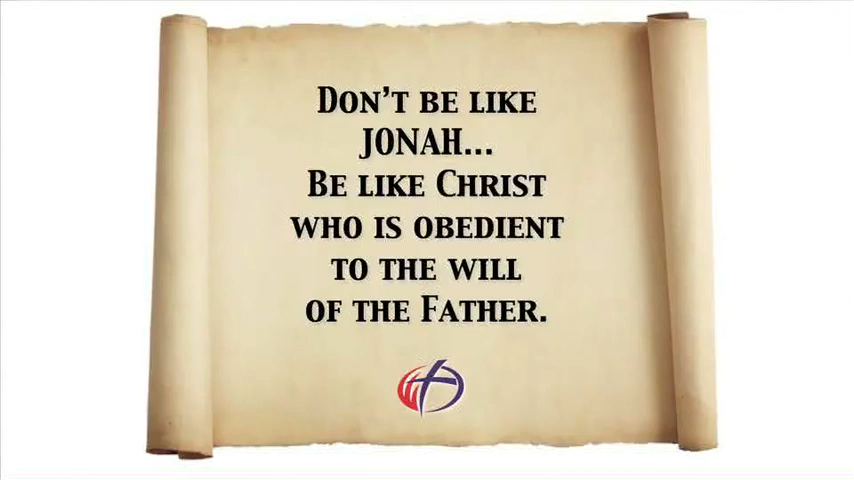 Don't be like
JONAH...
Be like Christ
who is obedient
to the will
of the Father.